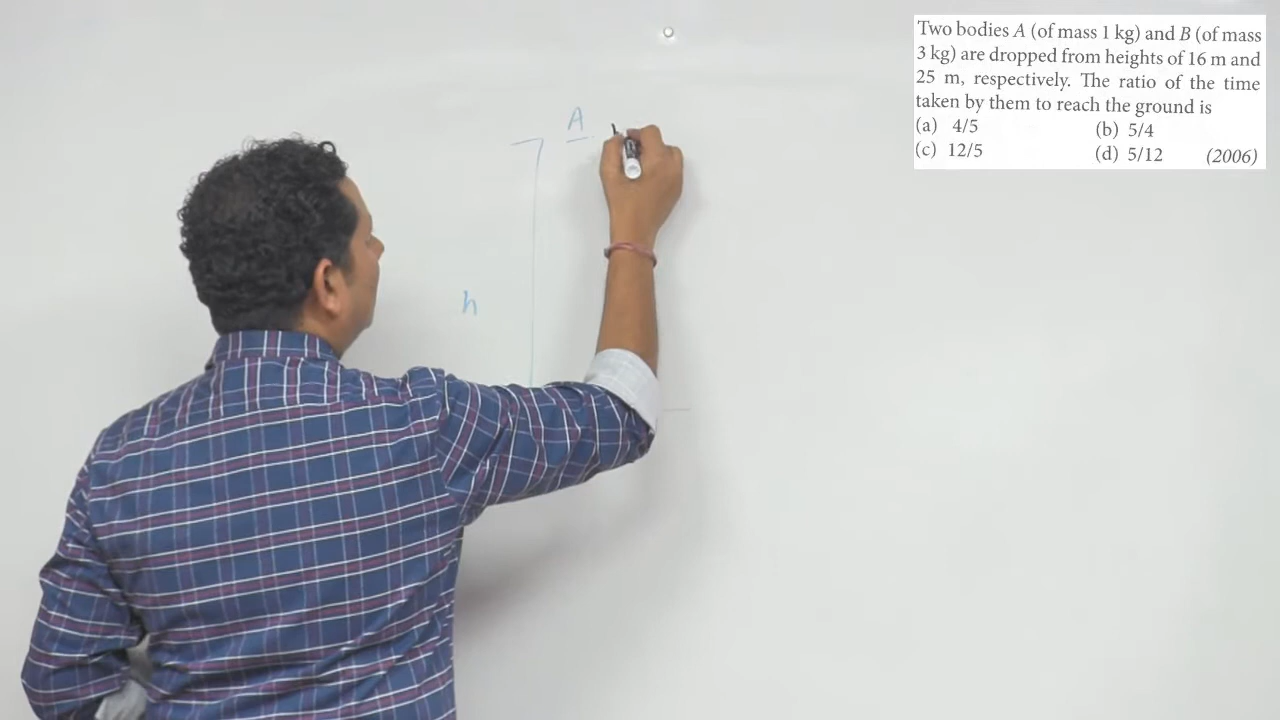 Two bodies A (of mass 1 kg) and B (of mass
3 kg) are dropped from heights of 16 m and
25 m, respectively. The ratio of the time
taken by them to reach the ground is
(a) 4/5 (b) 5/4
(c) 12/5 (d) 5/12 (2006)
A
h